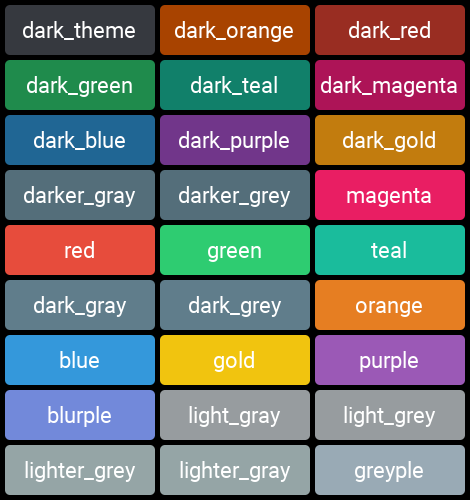 dark_theme dark_orange dark_red
dark_green dark_teal dark_magenta
dark_blue dark_purple dark_gold
darker_gray darker_grey magenta
red green teal
dark_gray dark_grey orange
blue gold purple
blurple light_gray light_grey
lighter_grey lighter_gray greyple